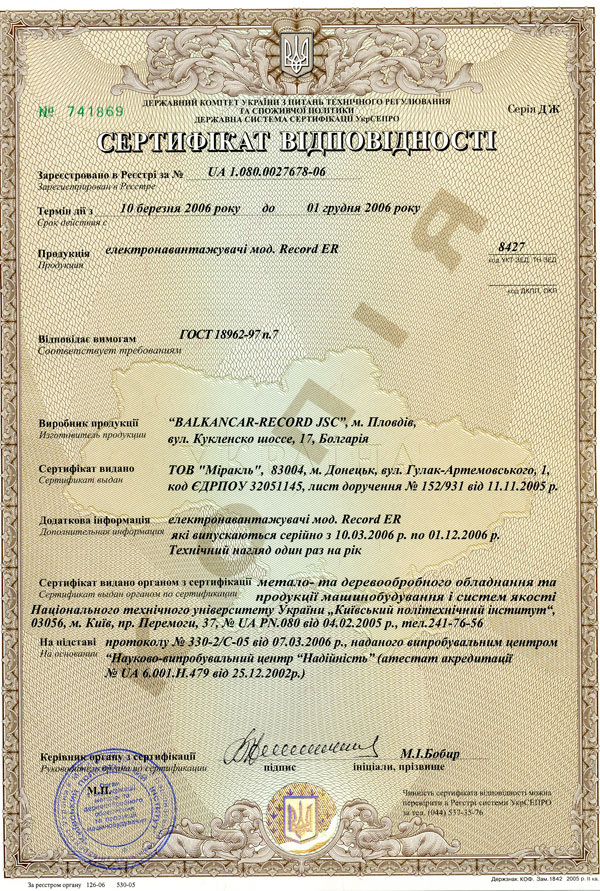 № 741869
ДЕРЖАВНИЙ КОМІТЕТ УКРАЇНИ З ПИТАНЬ ТЕХНІЧНОГО РЕГУЛЮВАННЯ
ТА СПОЖИВЧОЇ ПОЛІТИКИ
ДЕРЖАВНА СИСТЕМА СЕРТИФІКАЦІЇ УкрСЕПРО
Серія ДЖ
СЕРТИФІКАТ ВІДПОВІДНОСТІ
Зареєстровано в Реєстрі за № UA 1.080.0027678-06
Зарегистрирован в Реестре
Термін дії з 10 березня 2006 року до 01 грудня 2006 року
Срок действия с
Продукція електронавантажувачі мод. Record ER 8427
Продукция код УКТ ЗЕД, ТН ВЕД
код ДКПП, ОКП
Відповідає вимогам ГОСТ 18962-97 п.7
Соответствует требованиям
Виробник продукції “BALKANCAR-RECORD JSC”, м. Пловдів,
Изготовитель продукции вул. Кукленско шоссе, 17, Болгарія
Сертифікат видано ТОВ "Міракль", 83004, м. Донецьк, вул. Гулак-Артемовського, 1,
Сертификат выдан код ЄДРПОУ 32051145, лист доручення № 152/931 від 11.11.2005 р.
Додаткова інформація електронавантажувачі мод. Record ER
Дополнительная информация які випускаються серійно з 10.03.2006 р. по 01.12.2006 р.
Технічний нагляд один раз на рік
Сертифікат видано органом з сертифікації метало- та деревообробного обладнання та
Сертификат выдан органом по сертификации продукції машинобудування і систем якості
Національного технічного університету України „Київський політехнічний інститут“,
03056, м. Київ, пр. Перемоги, 37; № UA PN.080 от 04.02.2005 р., тел.241-76-56
На підставі протоколу № 330-2/С-05 від 07.03.2006 р., наданого випробувальним центром
На основании “Науково-випробувальний центр “Надійність” (атестат акредитації
№ UA 6.001.Н.479 від 25.12.2002р.)
Керівник органу з сертифікації М.І.Бобир
Руководитель органа по сертификации підпис ініціали, прізвище
М.П.
Чинність сертифіката відповідності можна
перевірити в Реєстрі системи УкрСЕПРО
за тел. (044) 537-35-76
За реєстром органу 126-06 530-05
Держзнак. КОФ. Зам.1842 2005 р. II кв.